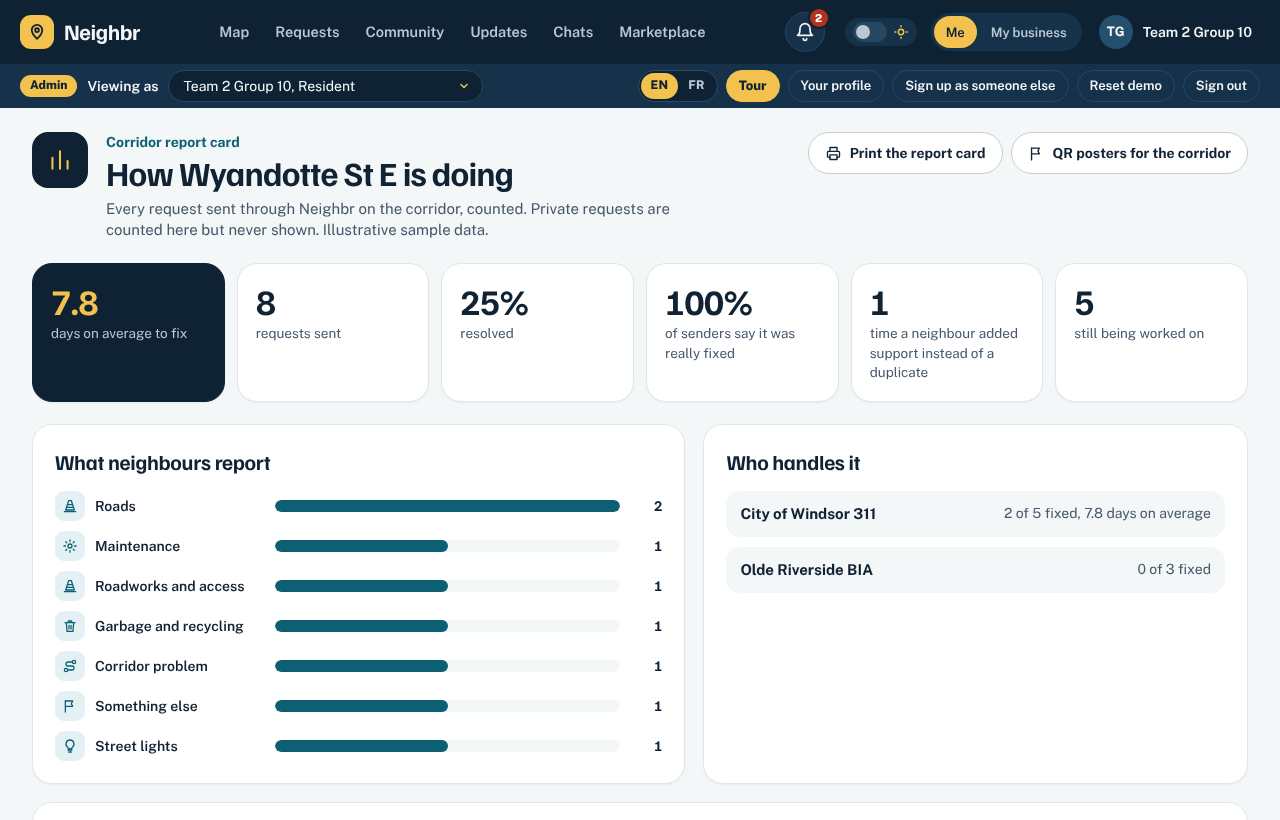 Neighbr
Map
Requests
Community
Updates
Chats
Marketplace
2
Me
My business
TG
Team 2 Group 10
Admin
Viewing as
Team 2 Group 10, Resident
EN
FR
Tour
Your profile
Sign up as someone else
Reset demo
Sign out
Corridor report card
How Wyandotte St E is doing
Every request sent through Neighbr on the corridor, counted. Private requests are
counted here but never shown. Illustrative sample data.
Print the report card
QR posters for the corridor
7.8
days on average to fix
8
requests sent
25%
resolved
100%
of senders say it was
really fixed
1
time a neighbour added
support instead of a
duplicate
5
still being worked on
What neighbours report
Roads 2
Maintenance 1
Roadworks and access 1
Garbage and recycling 1
Corridor problem 1
Something else 1
Street lights 1
Who handles it
City of Windsor 311 2 of 5 fixed, 7.8 days on average
Olde Riverside BIA 0 of 3 fixed